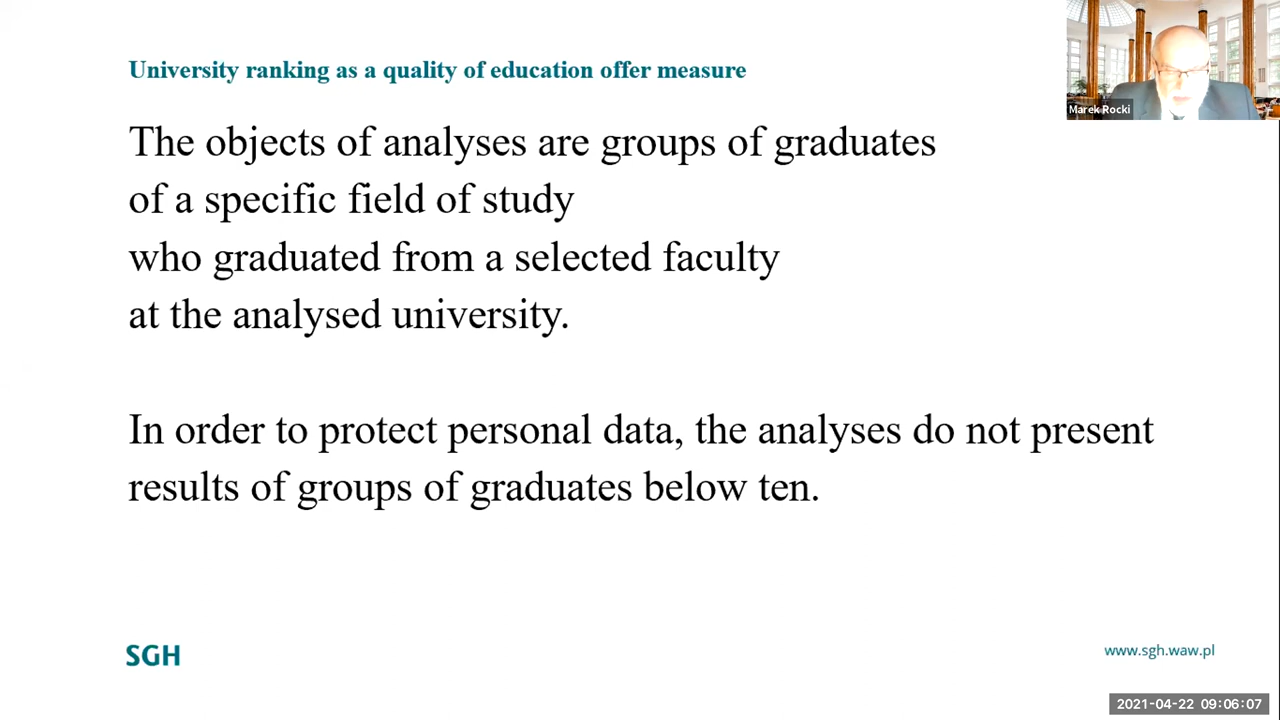 University ranking as a quality of education offer measure
Marek Rocki
The objects of analyses are groups of graduates
of a specific field of study
who graduated from a selected faculty
at the analysed university.
In order to protect personal data, the analyses do not present
results of groups of graduates below ten.
SGH
www.sgh.waw.pl
2021-04-22 09:06:07